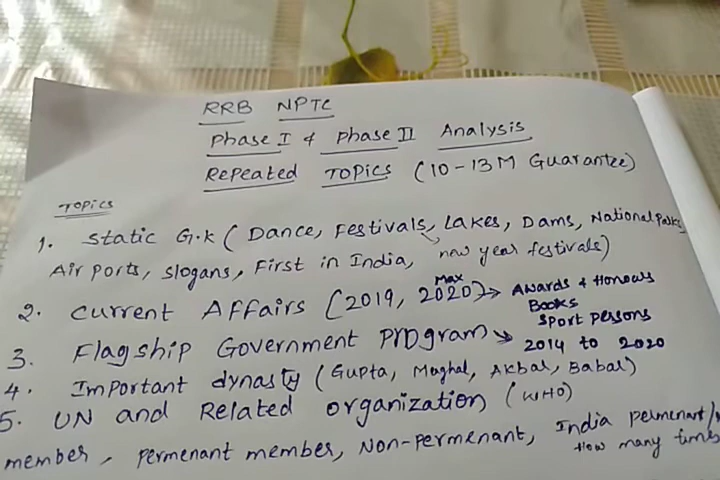 RRB NPTC
Phase I & Phase II Analysis
Repeated Topics (10-13M Guarantee)
Topics
1. Static G.K (Dance, Festivals, Lakes, Dams, National Parks
Airports, slogans, First in India, new year festivals)
2. Current Affairs (2019, 2020) → Awards & Honours
Max
Books
Sport persons
3. Flagship Government program → 2014 to 2020
4. Important dynasty (Gupta, Moghal, Akbar, Babar)
5. UN and Related organization (WHO)
member, permenant member, Non-permenant, India permenant/
How many times